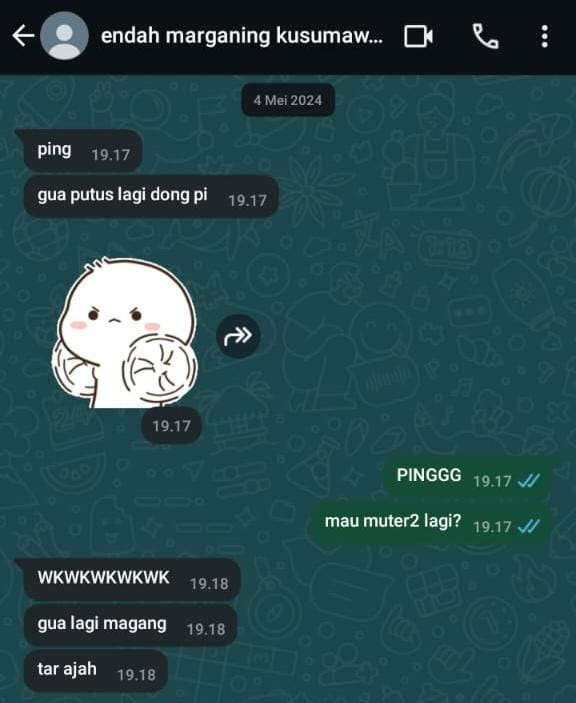 endah marganing kusumaw...
4 Mei 2024
ping 19.17
gua putus lagi dong pi 19.17
19.17
PINGGG 19.17
mau muter2 lagi? 19.17
WKWKWKWKWK 19.18
gua lagi magang 19.18
tar ajah 19.18